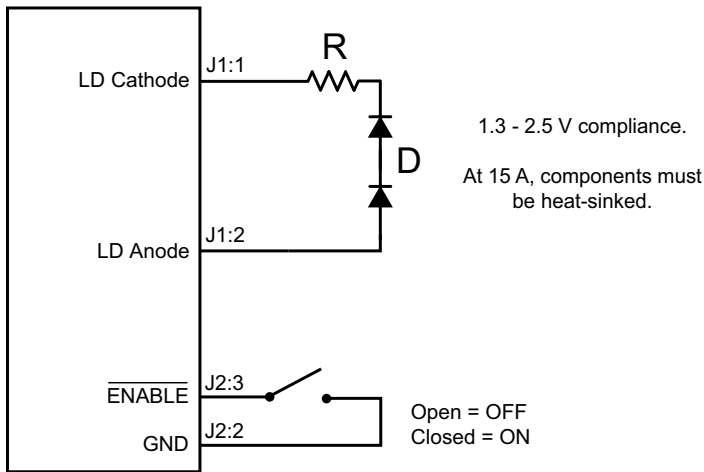 LD Cathode
J1:1
R
D
1.3 - 2.5 V compliance.
At 15 A, components must
be heat-sinked.
LD Anode
J1:2
ENABLE
J2:3
GND
J2:2
Open = OFF
Closed = ON